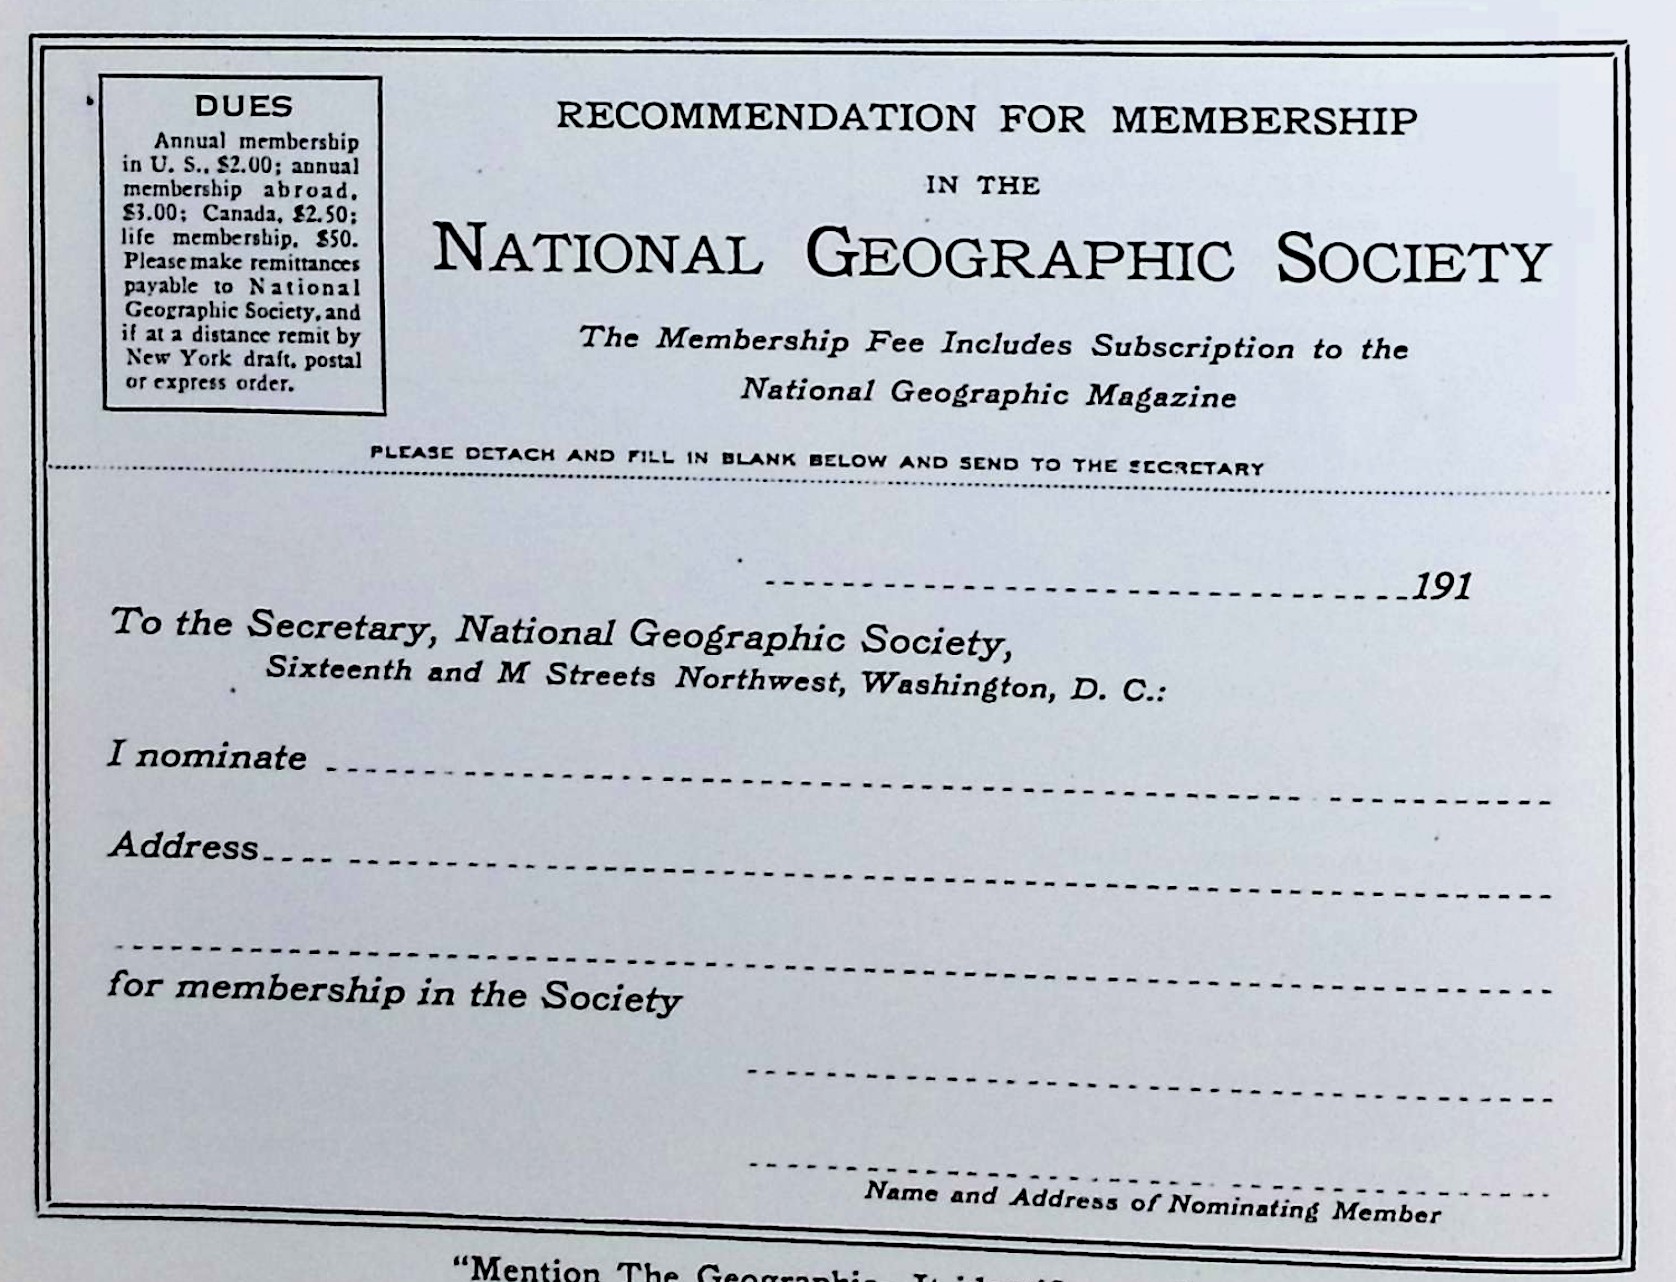 DUES
Annual membership
in U. S., $2.00; annual
membership abroad,
$3.00; Canada, $2.50;
life membership, $50.
Please make remittances
payable to National
Geographic Society, and
if at a distance remit by
New York draft, postal
or express order.
RECOMMENDATION FOR MEMBERSHIP
IN THE
NATIONAL GEOGRAPHIC SOCIETY
The Membership Fee Includes Subscription to the
National Geographic Magazine
PLEASE DETACH AND FILL IN BLANK BELOW AND SEND TO THE SECRETARY
191
To the Secretary, National Geographic Society,
Sixteenth and M Streets Northwest, Washington, D. C.:
I nominate
Address
for membership in the Society
Name and Address of Nominating Member
"Mention The Geographic